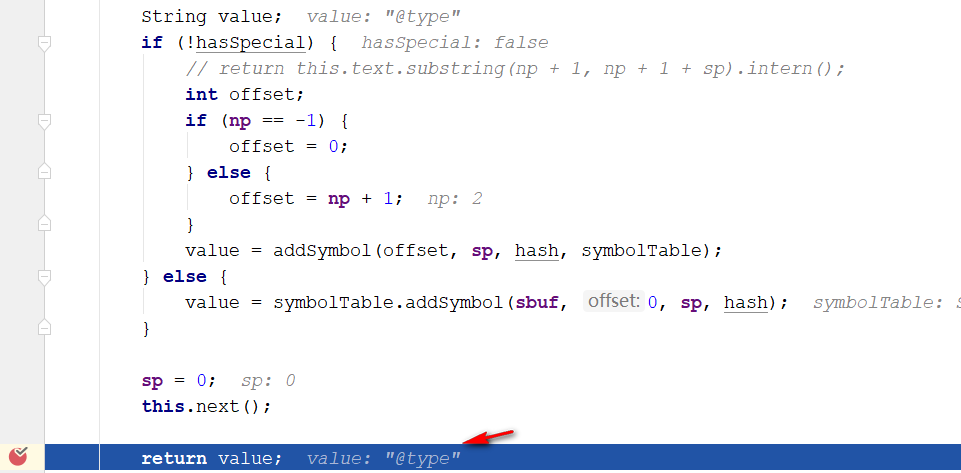 String value;  value: "@type"
if (!hasSpecial) {  hasSpecial: false
// return this.text.substring(np + 1, np + 1 + sp).intern();
int offset;
if (np == -1) {
offset = 0;
} else {
offset = np + 1;  np: 2
}
value = addSymbol(offset, sp, hash, symbolTable);
} else {
value = symbolTable.addSymbol(sbuf, offset: 0, sp, hash);  symbolTable:
}
sp = 0;  sp: 0
this.next();
return value;  value: "@type"